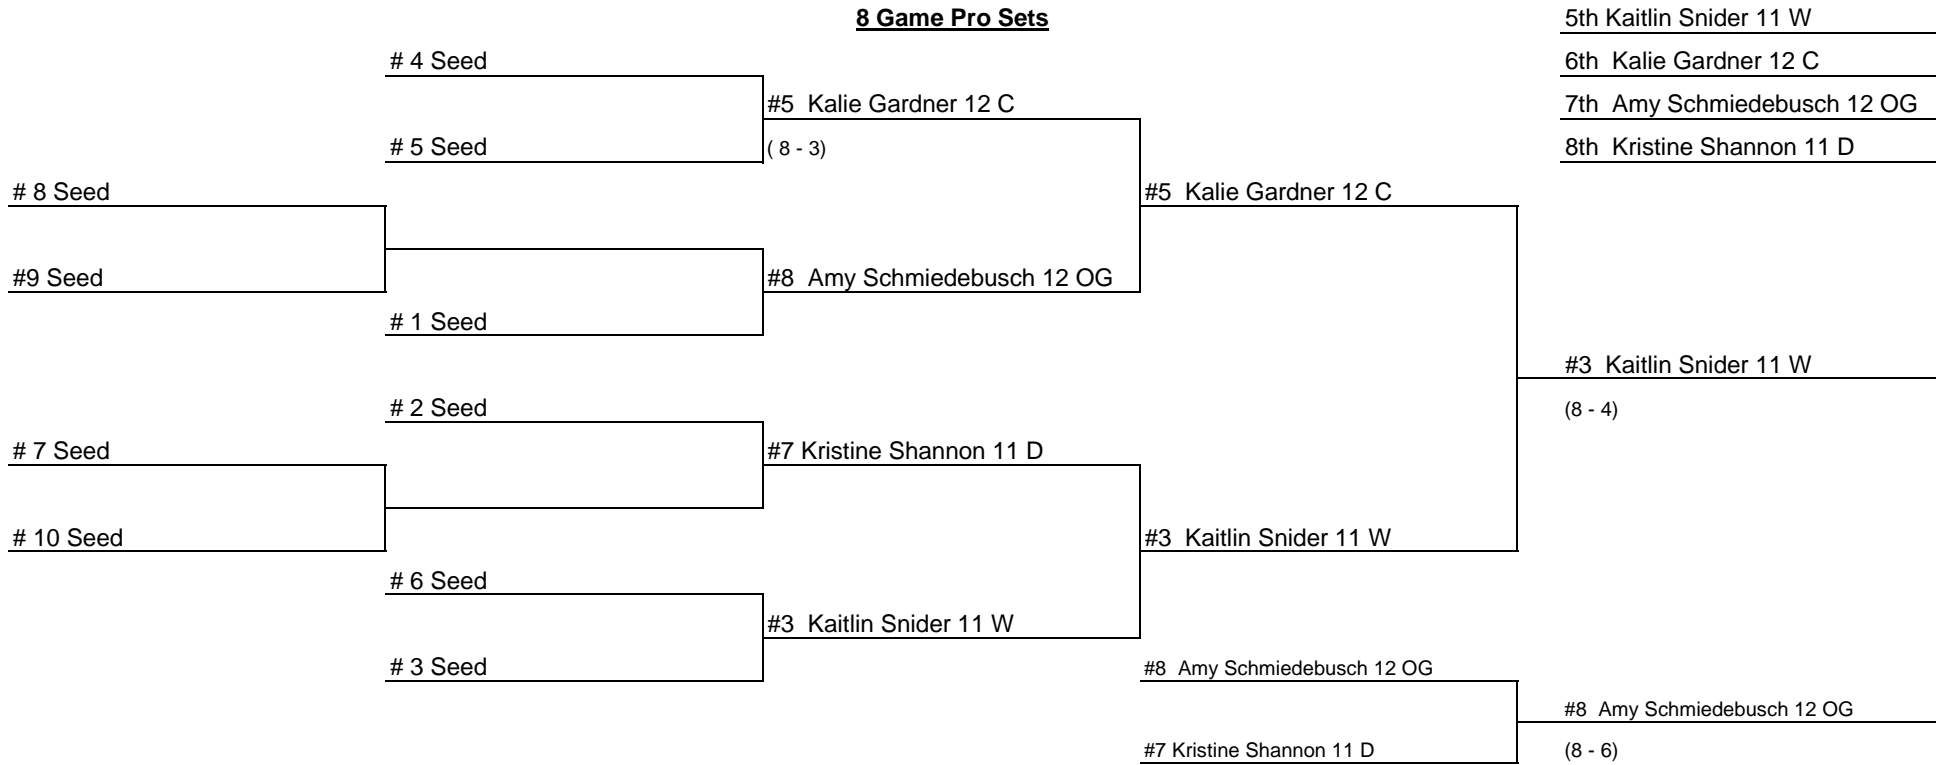 8 Game Pro Sets
5th Kaitlin Snider 11 W
# 4 Seed
6th Kalie Gardner 12 C
#5 Kalie Gardner 12 C
7th Amy Schmiedebusch 12 OG
# 5 Seed
( 8 - 3)
8th Kristine Shannon 11 D
# 8 Seed
#5 Kalie Gardner 12 C
#9 Seed
#8 Amy Schmiedebusch 12 OG
# 1 Seed
#3 Kaitlin Snider 11 W
# 2 Seed
(8 - 4)
# 7 Seed
#7 Kristine Shannon 11 D
# 10 Seed
#3 Kaitlin Snider 11 W
# 6 Seed
#3 Kaitlin Snider 11 W
# 3 Seed
#8 Amy Schmiedebusch 12 OG
#8 Amy Schmiedebusch 12 OG
#7 Kristine Shannon 11 D
(8 - 6)